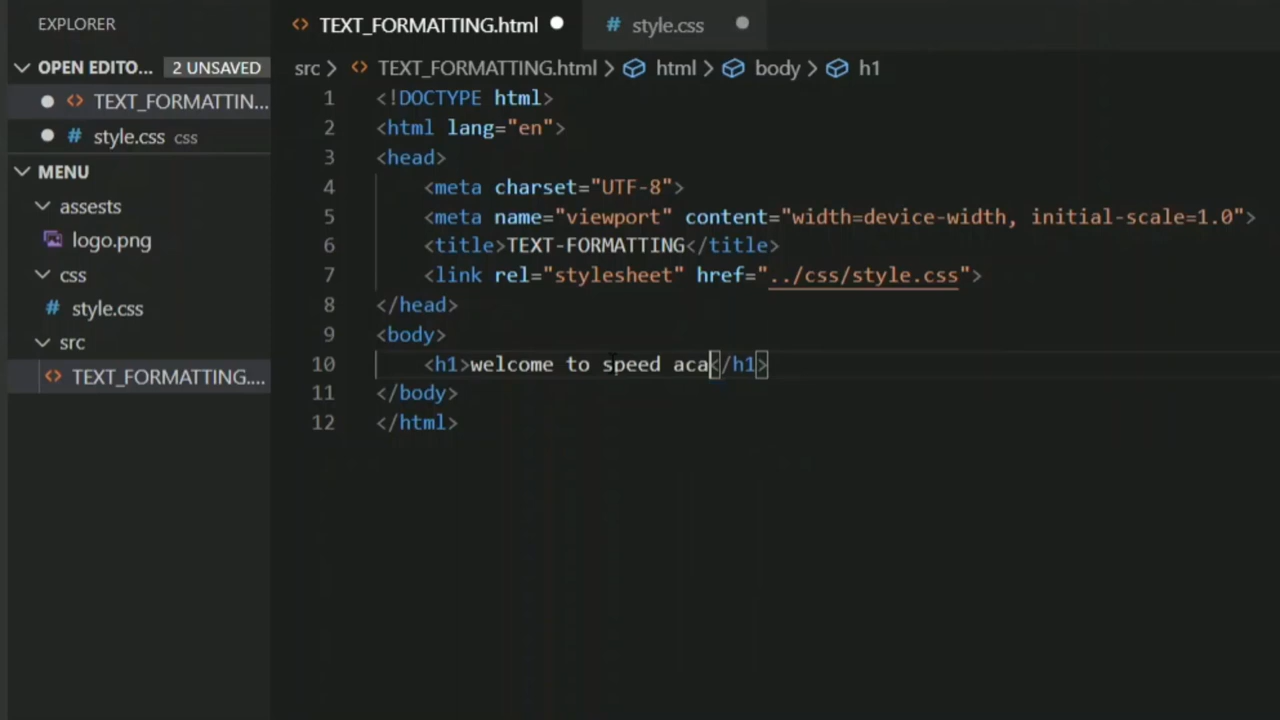 EXPLORER
TEXT_FORMATTING.html
# style.css
OPEN EDITO... 2 UNSAVED
TEXT_FORMATTIN...
# style.css css
MENU
assests
logo.png
css
# style.css
src
TEXT_FORMATTING....
src > TEXT_FORMATTING.html > html > body > h1
1 <!DOCTYPE html>
2 <html lang="en">
3 <head>
4 <meta charset="UTF-8">
5 <meta name="viewport" content="width=device-width, initial-scale=1.0">
6 <title>TEXT-FORMATTING</title>
7 <link rel="stylesheet" href="../css/style.css">
8 </head>
9 <body>
10 <h1>welcome to speed aca</h1>
11 </body>
12 </html>